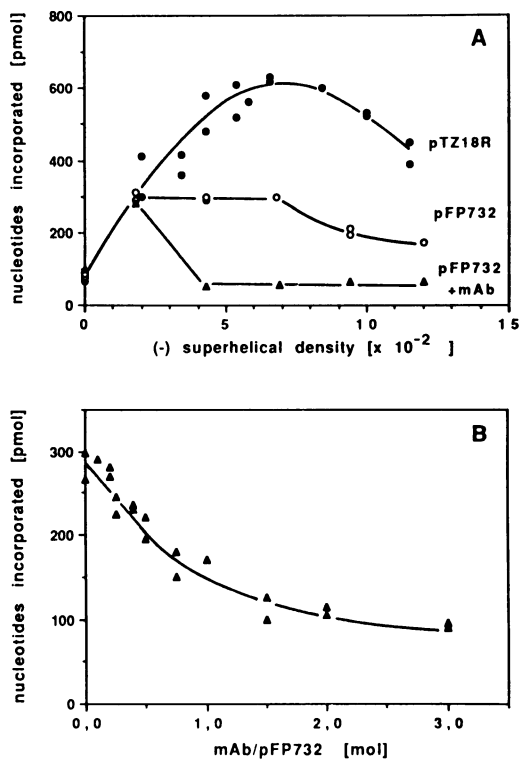 A
nucleotides incorporated [pmol]
800
600
400
200
0
pTZ18R
pFP732
pFP732
+mAb
0
5
10
15
(-) superhelical density [x 10⁻² ]
B
nucleotides incorporated [pmol]
300
200
100
0
0,0
1,0
2,0
3,0
mAb/pFP732 [mol]